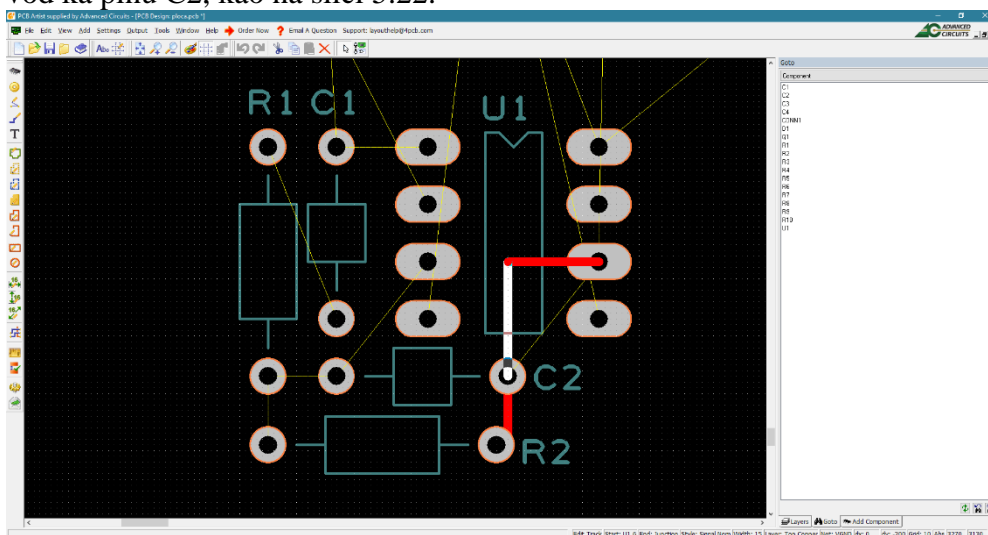 vod ka pinu C2, kao na slici 3.22.
PCB Artist supplied by Advanced Circuits - [PCB Design: ploca.pcb *]
File Edit View Add Settings Output Tools Window Help Order Now ? Email A Question Support: layouthelp@4pcb.com
ADVANCED
CIRCUITS
Abc
Goto
Component
C1
C2
C3
C4
CONN1
D1
Q1
R1
R2
R3
R4
R5
R6
R7
R8
R9
R10
U1
R1 C1 U1
T
C2
R2
Layers Goto Add Component